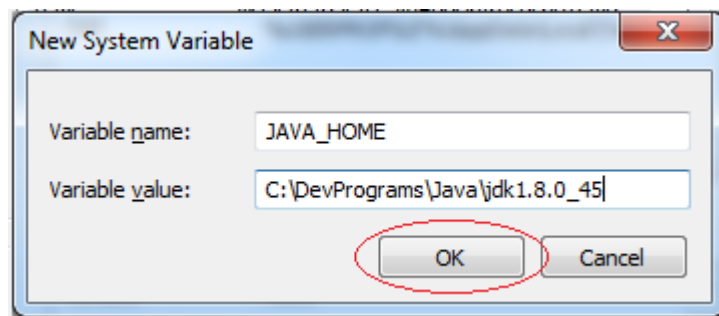 New System Variable
Variable name: JAVA_HOME
Variable value: C:\DevPrograms\Java\jdk1.8.0_45
OK Cancel